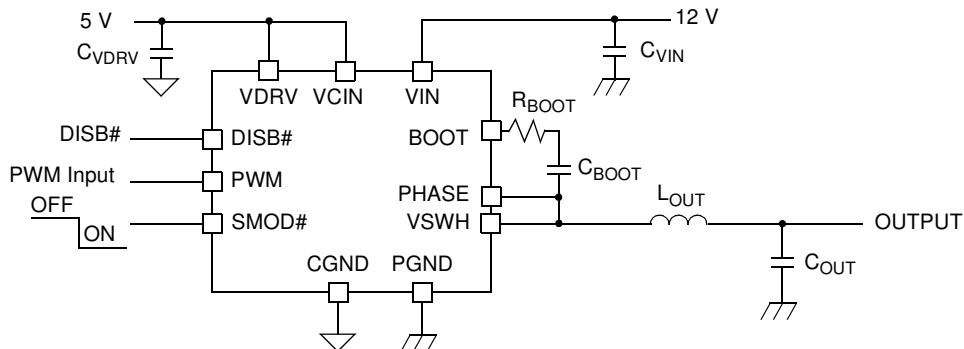 5 V
12 V
CVDRV
CVIN
VDRV
VCIN
VIN
RBOOT
DISB#
DISB#
BOOT
CBOOT
PWM Input
PWM
PHASE
LOUT
OFF
ON
SMOD#
VSWH
OUTPUT
CGND
PGND
COUT